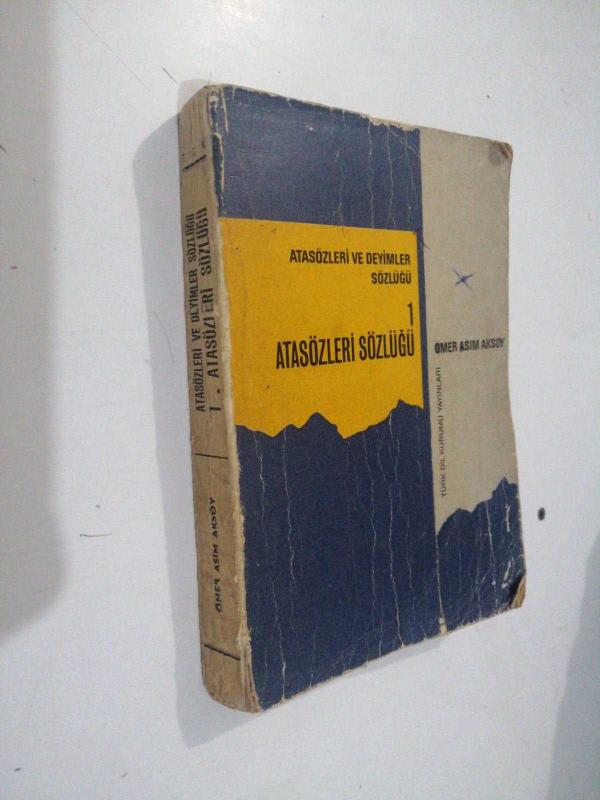 ATASÖZLERİ VE DEYİMLER SÖZLÜĞÜ
1. ATASÖZLERİ SÖZLÜĞÜ
ÖMER ASIM AKSOY
ATASÖZLERİ VE DEYİMLER
SÖZLÜĞÜ
1
ATASÖZLERİ SÖZLÜĞÜ
ÖMER ASIM AKSOY
TÜRK DİL KURUMU YAYINLARI